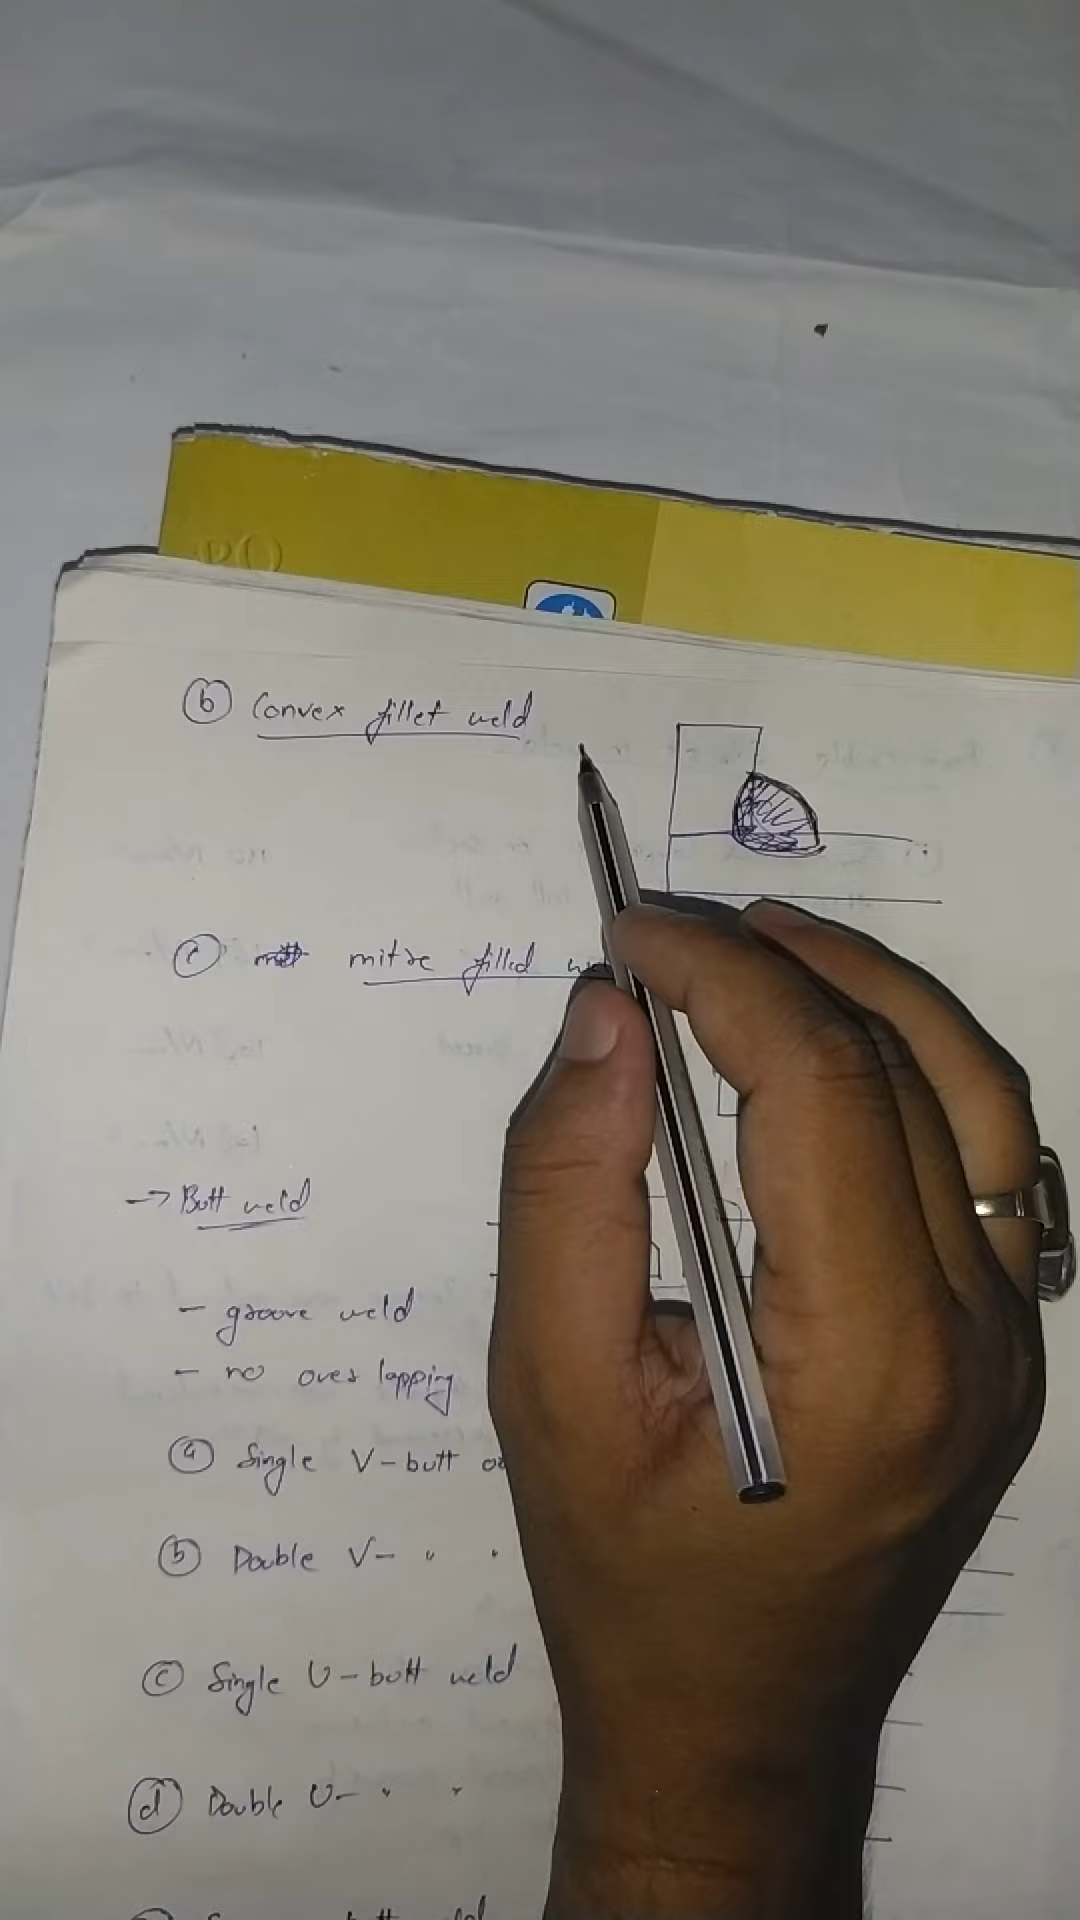 ⓑ Convex fillet weld
ⓒ mitre filled
→ Butt weld
- groove weld
- no over lapping
ⓐ Single V-butt or
ⓑ Double V- " "
ⓒ Single U-butt weld
ⓓ Double U- " "